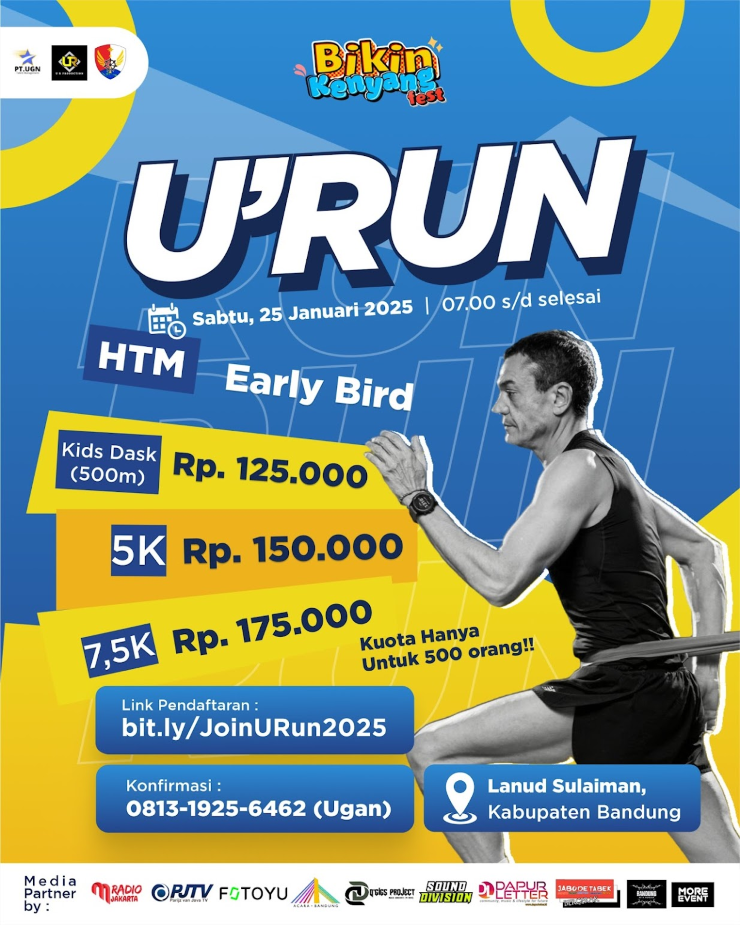 PT.UGN
Bikin
Kenyang
fest
U'RUN
Sabtu, 25 Januari 2025 | 07.00 s/d selesai
HTM
Early Bird
Kids Dask
(500m)
Rp. 125.000
5K
Rp. 150.000
7,5K
Rp. 175.000
Kuota Hanya
Untuk 500 orang!!
Link Pendaftaran :
bit.ly/JoinURun2025
Konfirmasi :
0813-1925-6462 (Ugan)
Lanud Sulaiman,
Kabupaten Bandung
Media
Partner
by :
RADIO
JAKARTA
PJTV
FOTOYU
SUARA - BANDUNG
SOUND
DIVISION
PAPUR
LETTER
JABODETABEK
BANDUNG
MORE
EVENT